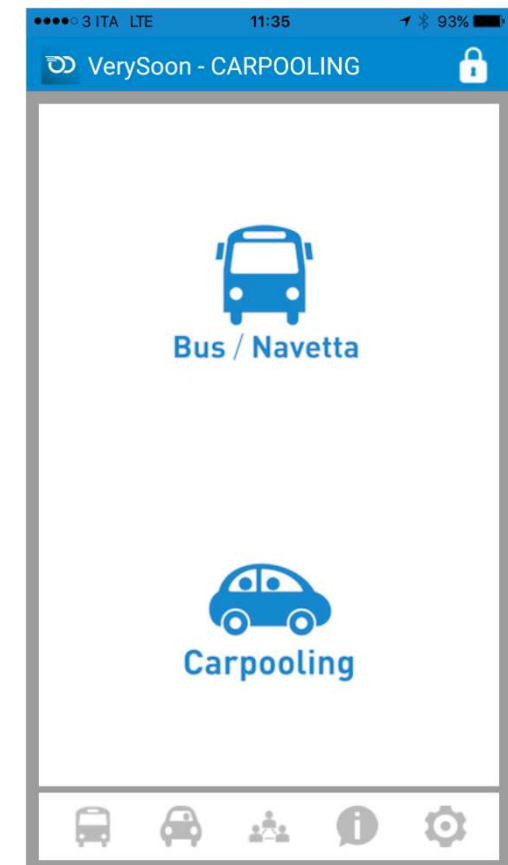 3 ITA LTE 11:35 93%
VerySoon - CARPOOLING
Bus / Navetta
Carpooling